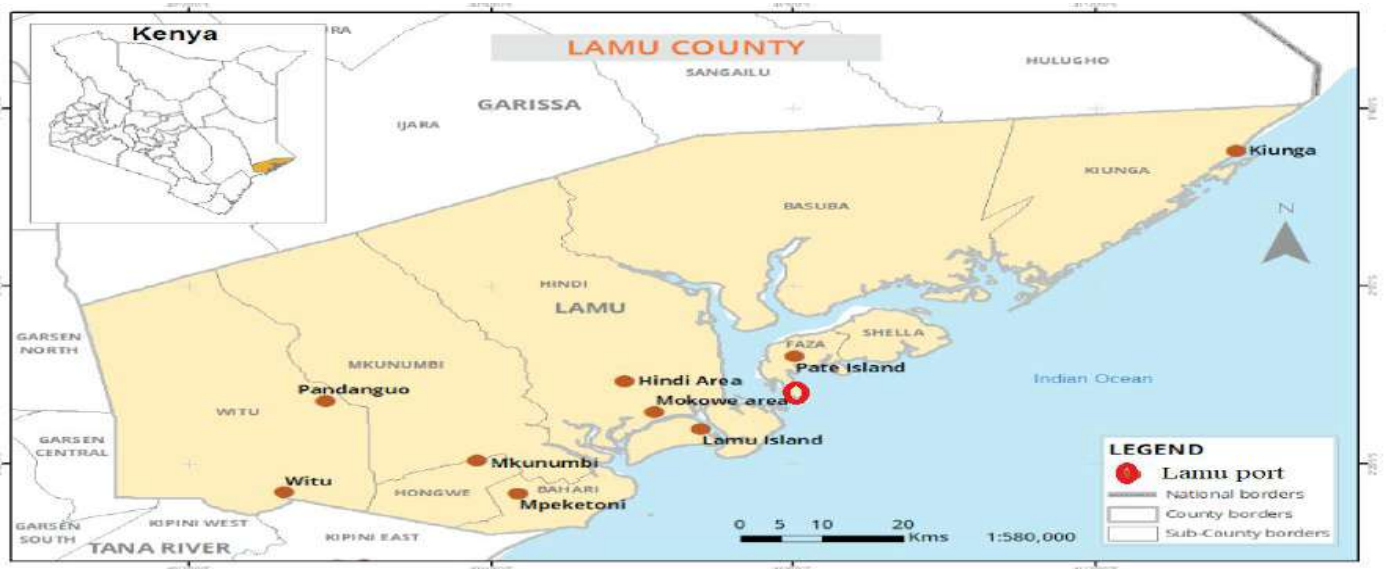 Kenya
RA
LAMU COUNTY
SANGAILU
HULUGHO
GARISSA
IJARA
Kiunga
KIUNGA
BASUBA
N
HINDI
LAMU
SHELLA
FAZA
GARSEN
NORTH
MKUNUMBI
Pate Island
Hindi Area
Indian Ocean
Pandanguo
Mokowe area
WITU
Lamu Island
GARSEN
CENTRAL
LEGEND
Lamu port
National borders
County borders
Sub-County borders
Mkunumbi
Witu
HONGWE
BAHARI
Mpeketoni
KIPINI WEST
GARSEN
SOUTH
KIPINI EAST
TANA RIVER
0 5 10 20
Kms
1:580,000